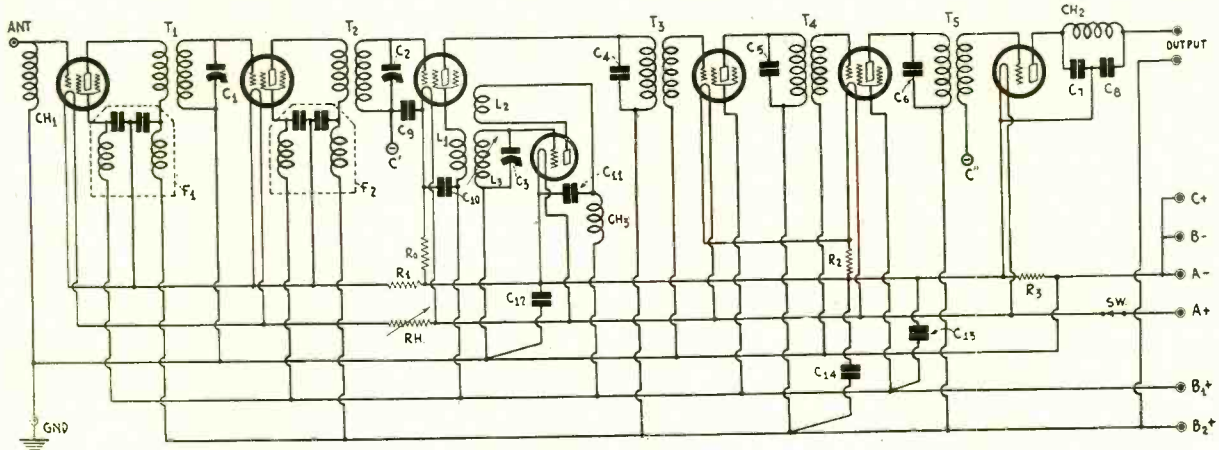 ANT
T1
T2
T3
T4
T5
CH2
OUTPUT
C1
C2
C4
C5
C6
C7
C8
CH1
C9
C'
L2
L1
L3
C3
C11
C10
CH3
C"
F1
F2
R0
R1
R2
R3
C+
B-
A-
A+
SW.
RH.
C12
C13
C14
B1+
B2+
GND